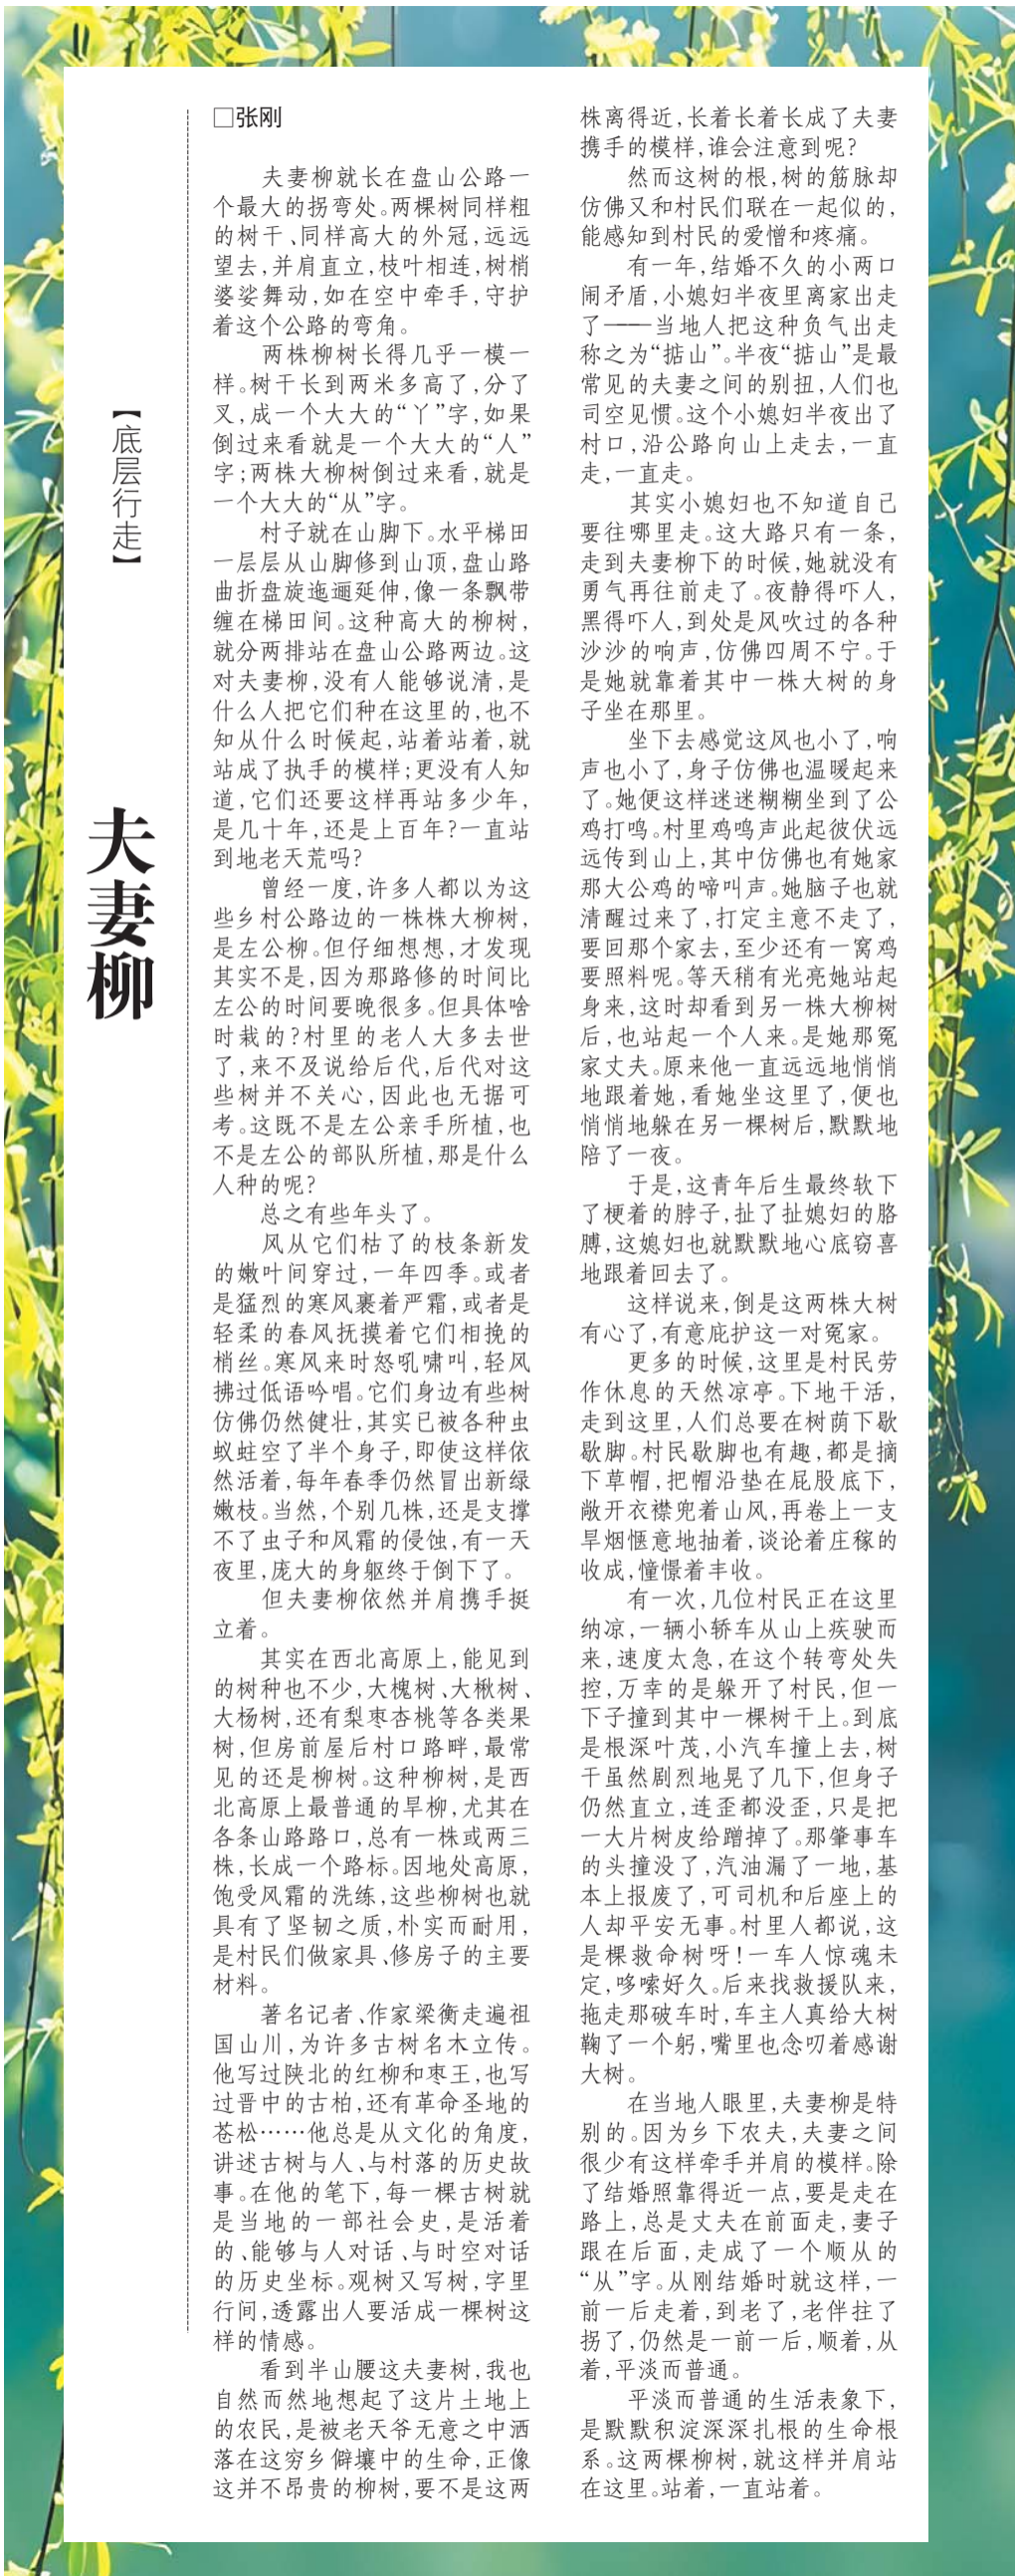 【底层行走】
夫妻柳
□张刚
夫妻柳就长在盘山公路一
个最大的拐弯处。两棵树同样粗
的树干、同样高大的外冠,远远
望去,并肩直立,枝叶相连,树梢
婆娑舞动,如在空中牵手,守护
着这个公路的弯角。
两株柳树长得几乎一模一
样。树干长到两米多高了,分了
叉,成一个大大的“丫”字,如果
倒过来看就是一个大大的“人”
字;两株大柳树倒过来看,就是
一个大大的“从”字。
村子就在山脚下。水平梯田
一层层从山脚修到山顶,盘山路
曲折盘旋迤逦延伸,像一条飘带
缠在梯田间。这种高大的柳树,
就分两排站在盘山公路两边。这
对夫妻柳,没有人能够说清,是
什么人把它们种在这里的,也不
知从什么时候起,站着站着,就
站成了执手的模样;更没有人知
道,它们还要这样再站多少年,
是几十年,还是上百年?一直站
到地老天荒吗?
曾经一度,许多人都以为这
些乡村公路边的一株株大柳树,
是左公柳。但仔细想想,才发现
其实不是,因为那路修的时间比
左公的时间要晚很多。但具体啥
时栽的?村里的老人大多去世
了,来不及说给后代,后代对这
些树并不关心,因此也无据可
考。这既不是左公亲手所植,也
不是左公的部队所植,那是什么
人种的呢?
总之有些年头了。
风从它们枯了的枝条新发
的嫩叶间穿过,一年四季。或者
是猛烈的寒风裹着严霜,或者是
轻柔的春风抚摸着它们相挽的
梢丝。寒风来时怒吼啸叫,轻风
拂过低语吟唱。它们身边有些树
仿佛仍然健壮,其实已被各种虫
蚁蛀空了半个身子,即使这样依
然活着,每年春季仍然冒出新绿
嫩枝。当然,个别几株,还是支撑
不了虫子和风霜的侵蚀,有一天
夜里,庞大的身躯终于倒下了。
但夫妻柳依然并肩携手挺
立着。
其实在西北高原上,能见到
的树种也不少,大槐树、大楸树、
大杨树,还有梨枣杏桃等各类果
树,但房前屋后村口路畔,最常
见的还是柳树。这种柳树,是西
北高原上最普通的旱柳,尤其在
各条山路路口,总有一株或两三
株,长成一个路标。因地处高原,
饱受风霜的洗练,这些柳树也就
具有了坚韧之质,朴实而耐用,
是村民们做家具、修房子的主要
材料。
著名记者、作家梁衡走遍祖
国山川,为许多古树名木立传。
他写过陕北的红柳和枣王,也写
过晋中的古柏,还有革命圣地的
苍松……他总是从文化的角度,
讲述古树与人、与村落的历史故
事。在他的笔下,每一棵古树就
是当地的一部社会史,是活着
的、能够与人对话、与时空对话
的历史坐标。观树又写树,字里
行间,透露出人要活成一棵树这
样的情感。
看到半山腰这夫妻树,我也
自然而然地想起了这片土地上
的农民,是被老天爷无意之中洒
落在这穷乡僻壤中的生命,正像
这并不昂贵的柳树,要不是这两
株离得近,长着长着长成了夫妻
携手的模样,谁会注意到呢?
然而这树的根,树的筋脉却
仿佛又和村民们联在一起似的,
能感知到村民的爱憎和疼痛。
有一年,结婚不久的小两口
闹矛盾,小媳妇半夜里离家出走
了——当地人把这种负气出走
称之为“掂山”。半夜“掂山”是最
常见的夫妻之间的别扭,人们也
司空见惯。这个小媳妇半夜出了
村口,沿公路向山上走去,一直
走,一直走。
其实小媳妇也不知道自己
要往哪里走。这大路只有一条,
走到夫妻柳下的时候,她就没有
勇气再往前走了。夜静得吓人,
黑得吓人,到处是风吹过的各种
沙沙的响声,仿佛四周不宁。于
是她就靠着其中一株大树的身
子坐在那里。
坐下去感觉这风也小了,响
声也小了,身子仿佛也温暖起来
了。她便这样迷迷糊糊坐到了公
鸡打鸣。村里鸡鸣声此起彼伏远
远传到山上,其中仿佛也有她家
那大公鸡的啼叫声。她脑子也就
清醒过来了,打定主意不走了,
要回那个家去,至少还有一窝鸡
要照料呢。等天稍有光亮她站起
身来,这时却看到另一株大柳树
后,也站起一个人来。是她那冤
家丈夫。原来他一直远远地悄悄
地跟着她,看她坐这里了,便也
悄悄地躲在另一棵树后,默默地
陪了一夜。
于是,这青年后生最终软下
了梗着的脖子,扯了扯媳妇的胳
膊,这媳妇也就默默地心底窃喜
地跟着回去了。
这样说来,倒是这两株大树
有心了,有意庇护这一对冤家。
更多的时候,这里是村民劳
作休息的天然凉亭。下地干活,
走到这里,人们总要在树荫下歇
歇脚。村民歇脚也有趣,都是摘
下草帽,把帽沿垫在屁股底下,
敞开衣襟兜着山风,再卷上一支
旱烟惬意地抽着,谈论着庄稼的
收成,憧憬着丰收。
有一次,几位村民正在这里
纳凉,一辆小轿车从山上疾驶而
来,速度太急,在这个转弯处失
控,万幸的是躲开了村民,但一
下子撞到其中一棵树干上。到底
是根深叶茂,小汽车撞上去,树
干虽然剧烈地晃了几下,但身子
仍然直立,连歪都没歪,只是把
一大片树皮给蹭掉了。那肇事车
的头撞没了,汽油漏了一地,基
本上报废了,可司机和后座上的
人却平安无事。村里人都说,这
是棵救命树呀!一车人惊魂未
定,哆嗦好久。后来找救援队来,
拖走那破车时,车主人真给大树
鞠了一个躬,嘴里也念叨着感谢
大树。
在当地人眼里,夫妻柳是特
别的。因为乡下农夫,夫妻之间
很少有这样牵手并肩的模样。除
了结婚照靠得近一点,要是走在
路上,总是丈夫在前面走,妻子
跟在后面,走成了一个顺从的
“从”字。从刚结婚时就这样,一
前一后走着,到老了,老伴拄了
拐了,仍然是一前一后,顺着,从
着,平淡而普通。
平淡而普通的生活表象下,
是默默积淀深深扎根的生命根
系。这两棵柳树,就这样并肩站
在这里。站着,一直站着。